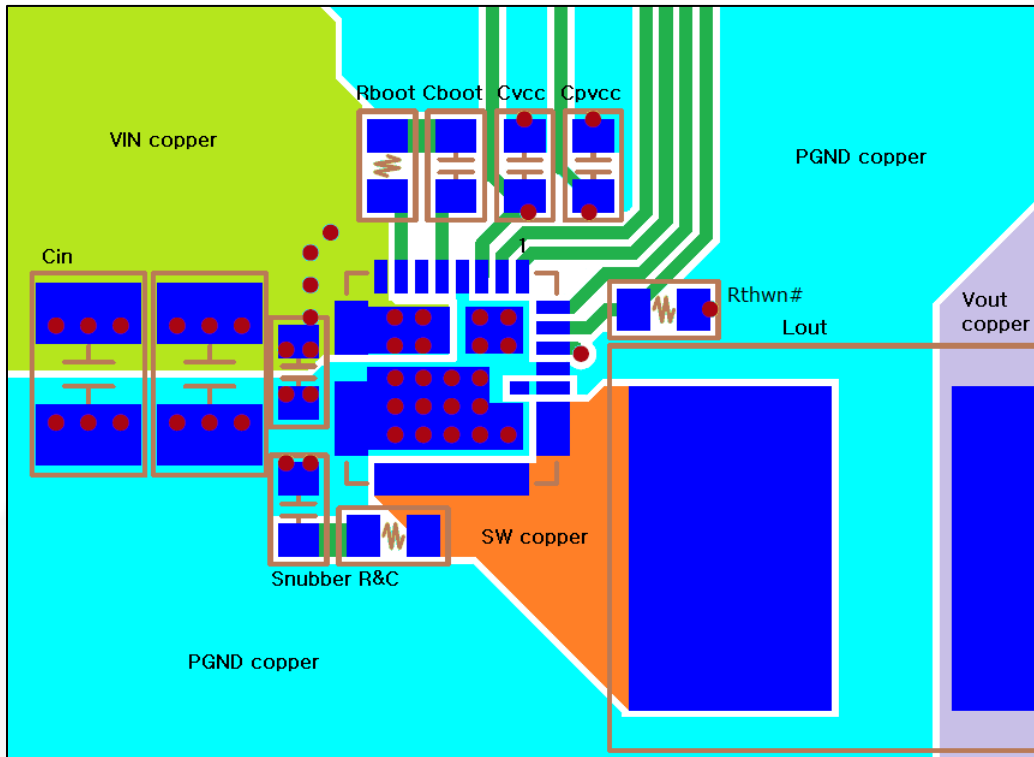 Rboot
Cboot
Cvcc
Cpvcc
VIN copper
PGND copper
1
Cin
Rthwn#
Vout
copper
Lout
SW copper
Snubber R&C
PGND copper